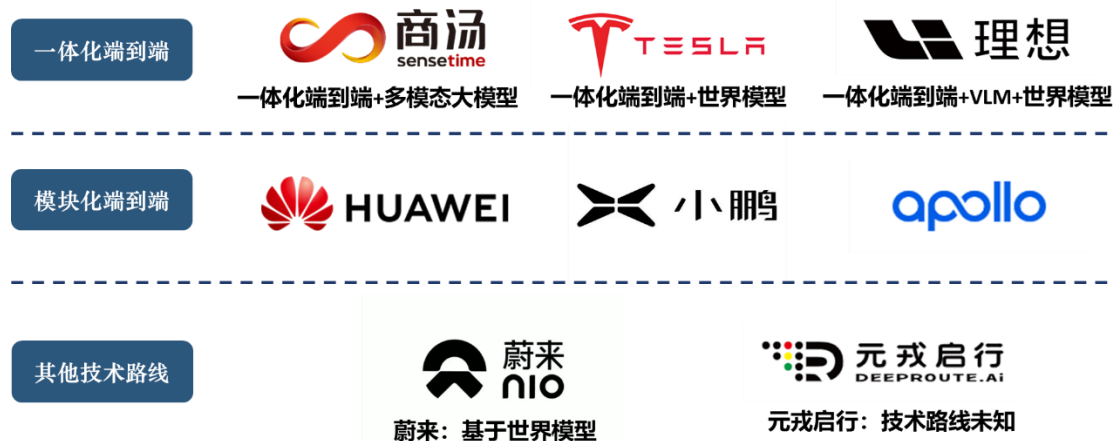 一体化端到端
商汤
sensetime
TESLA
理想
一体化端到端+多模态大模型
一体化端到端+世界模型
一体化端到端+VLM+世界模型
模块化端到端
HUAWEI
小鹏
apollo
其他技术路线
蔚来
NIO
元戎启行
DEEPROUTE.Ai
蔚来：基于世界模型
元戎启行：技术路线未知